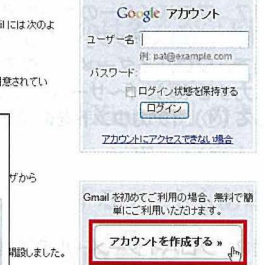 ilには次のよ
意されてい
ザから
開設しました。
Google アカウント
ユーザー名:
例: pat@example.com
パスワード:
ログイン状態を保持する
ログイン
アカウントにアクセスできない場合
Gmail を初めてご利用の場合、無料で簡
単にご利用いただけます。
アカウントを作成する »